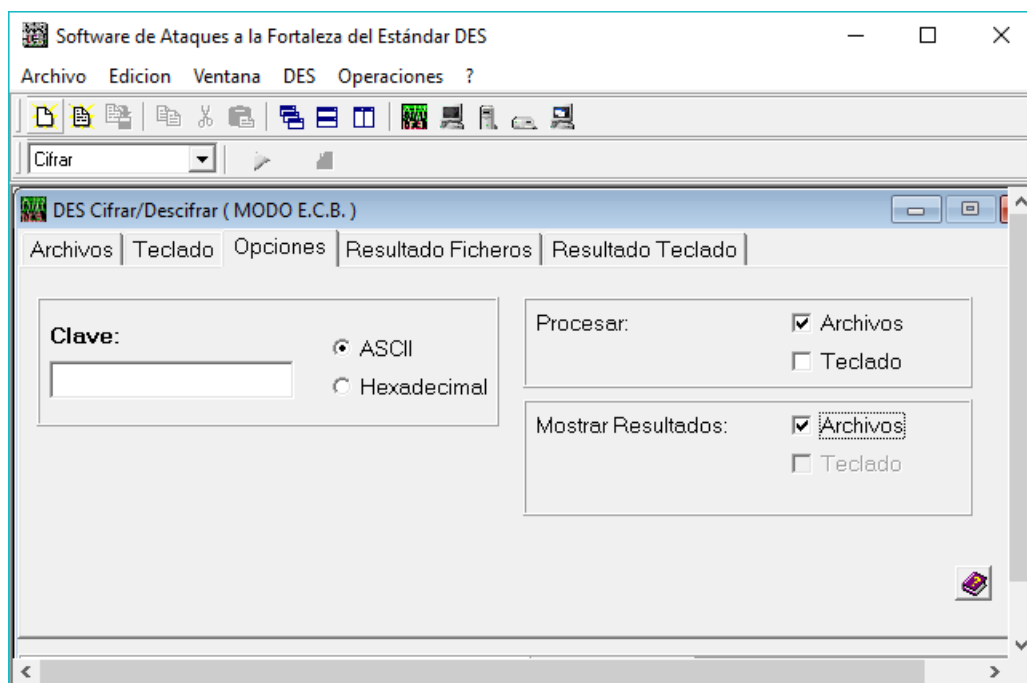 Software de Ataques a la Fortaleza del Estándar DES
Archivo Edicion Ventana DES Operaciones ?
Cifrar
DES Cifrar/Descifrar ( MODO E.C.B. )
Archivos Teclado Opciones Resultado Ficheros Resultado Teclado
Clave:
ASCII
Hexadecimal
Procesar:
Archivos
Teclado
Mostrar Resultados:
Archivos
Teclado